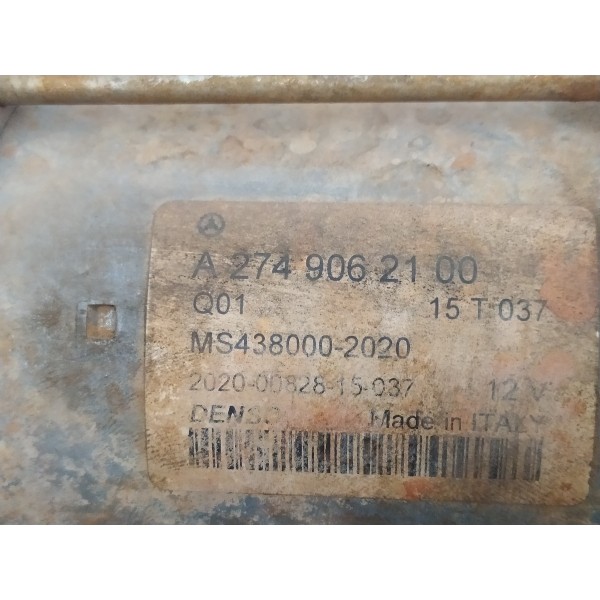 A 274 906 21 00
Q01 15 T 037
MS438000-2020
2020-00828-15-037 12 V
DENSO Made in ITALY